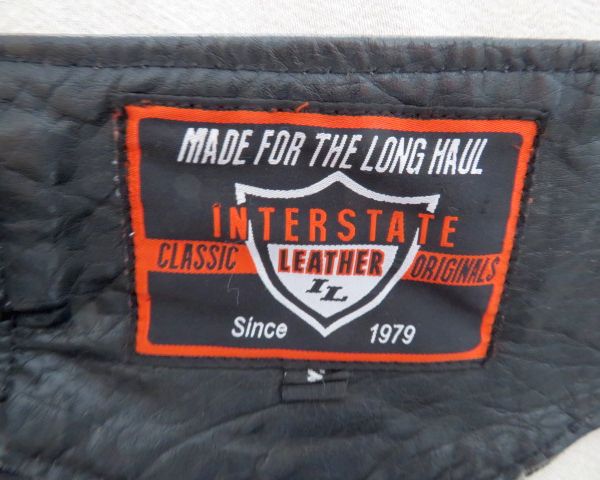 MADE FOR THE LONG HAUL
INTERSTATE
CLASSIC LEATHER ORIGINALS
IL
Since 1979